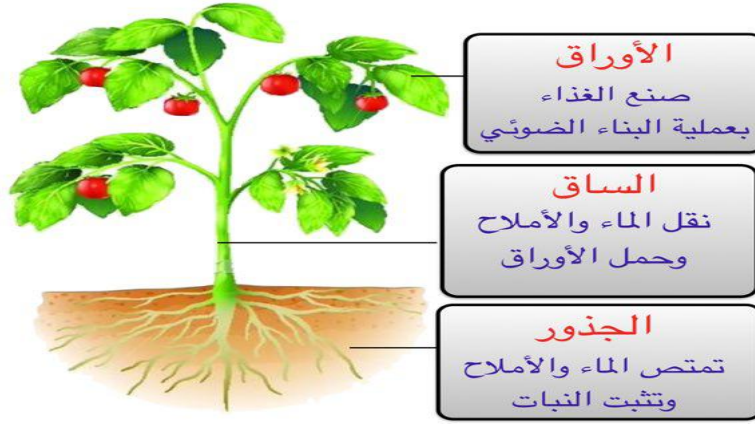 الأوراق
صنع الغذاء
بعملية البناء الضوئي
الساق
نقل الماء والأملاح
وحمل الأوراق
الجذور
تمتص الماء والأملاح
وتثبت النبات